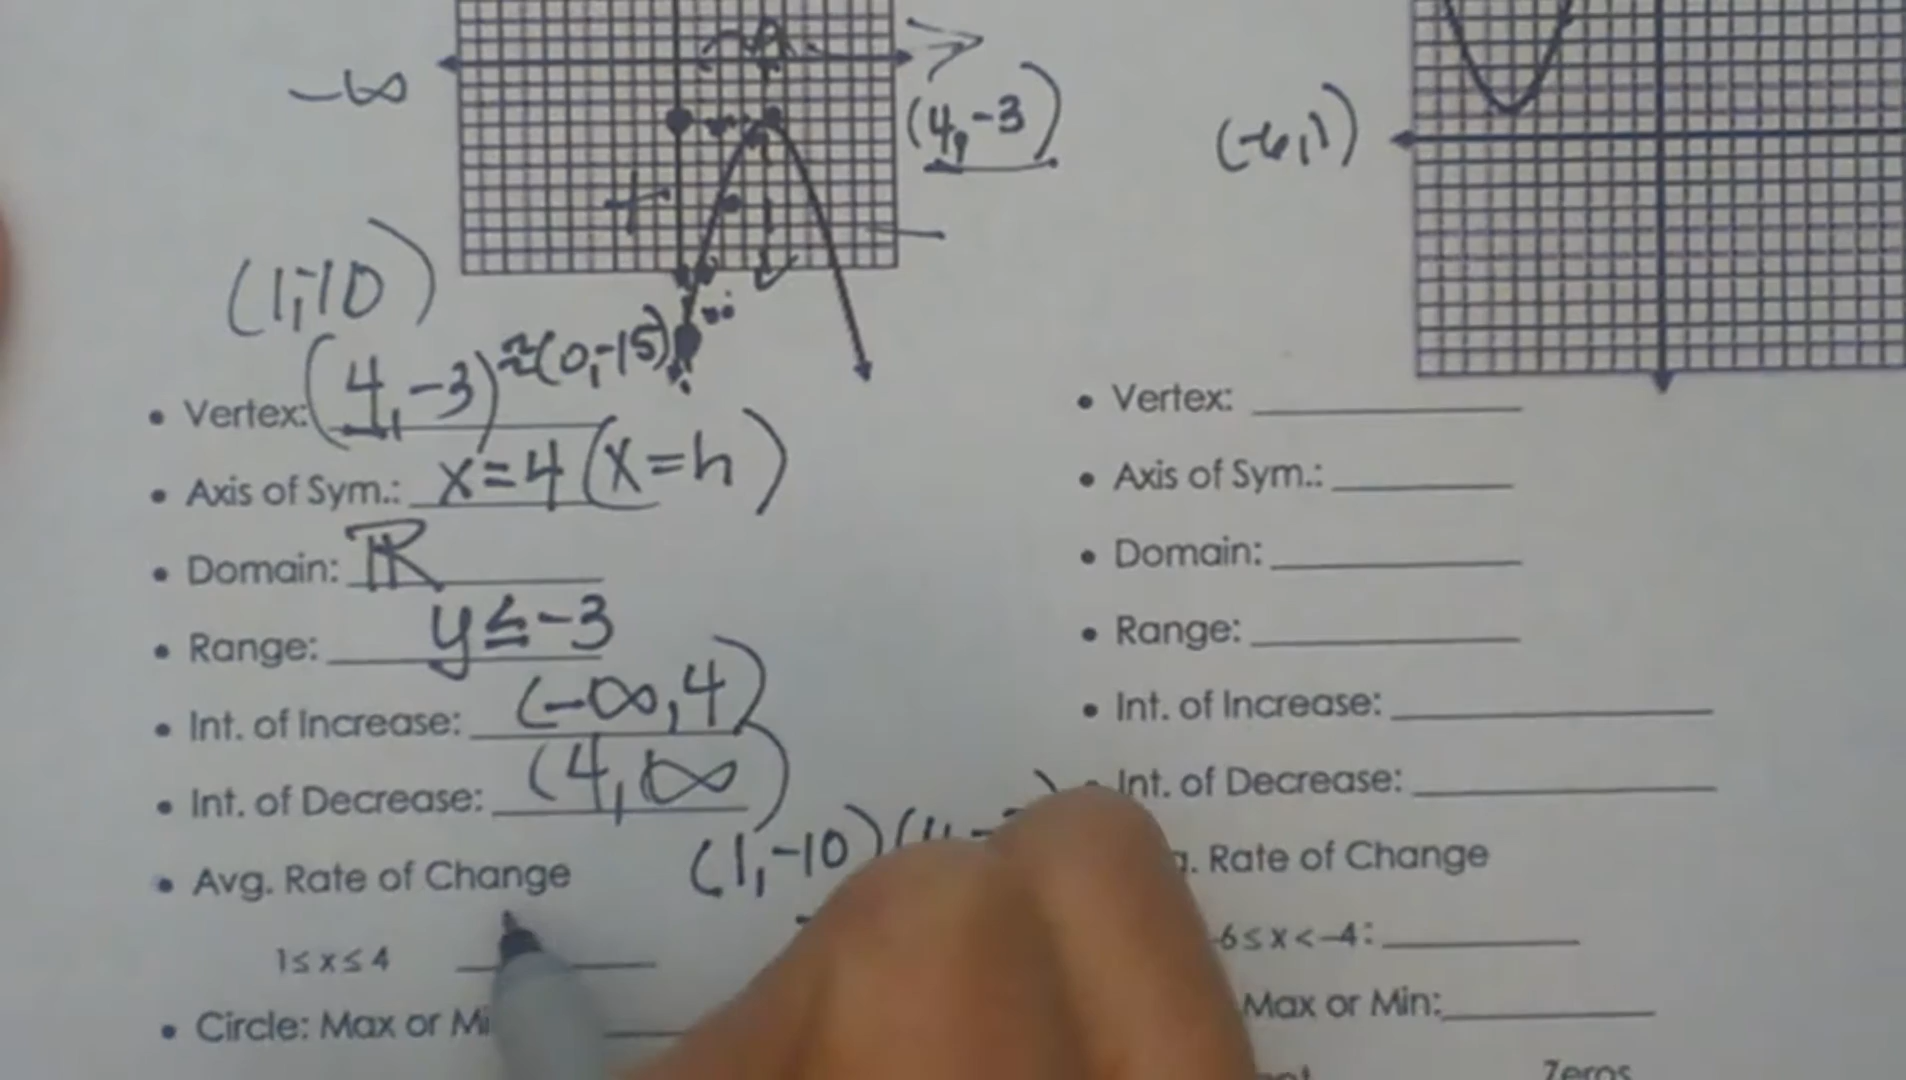 -∞
(4, -3)
(-6, 1)
(1, -10)
≈(0, -15)
• Vertex: (4, -3)
• Axis of Sym.: x=4 (x=h)
• Domain: ℝ
• Range: y ≤ -3
• Int. of Increase: (-∞, 4)
• Int. of Decrease: (4, ∞)
(1, -10)
• Avg. Rate of Change
1≤ x ≤ 4
• Circle: Max or
• Vertex:
• Axis of Sym.:
• Domain:
• Range:
• Int. of Increase:
Int. of Decrease:
Rate of Change
6 ≤ x < -4:
Max or Min:
Zeros